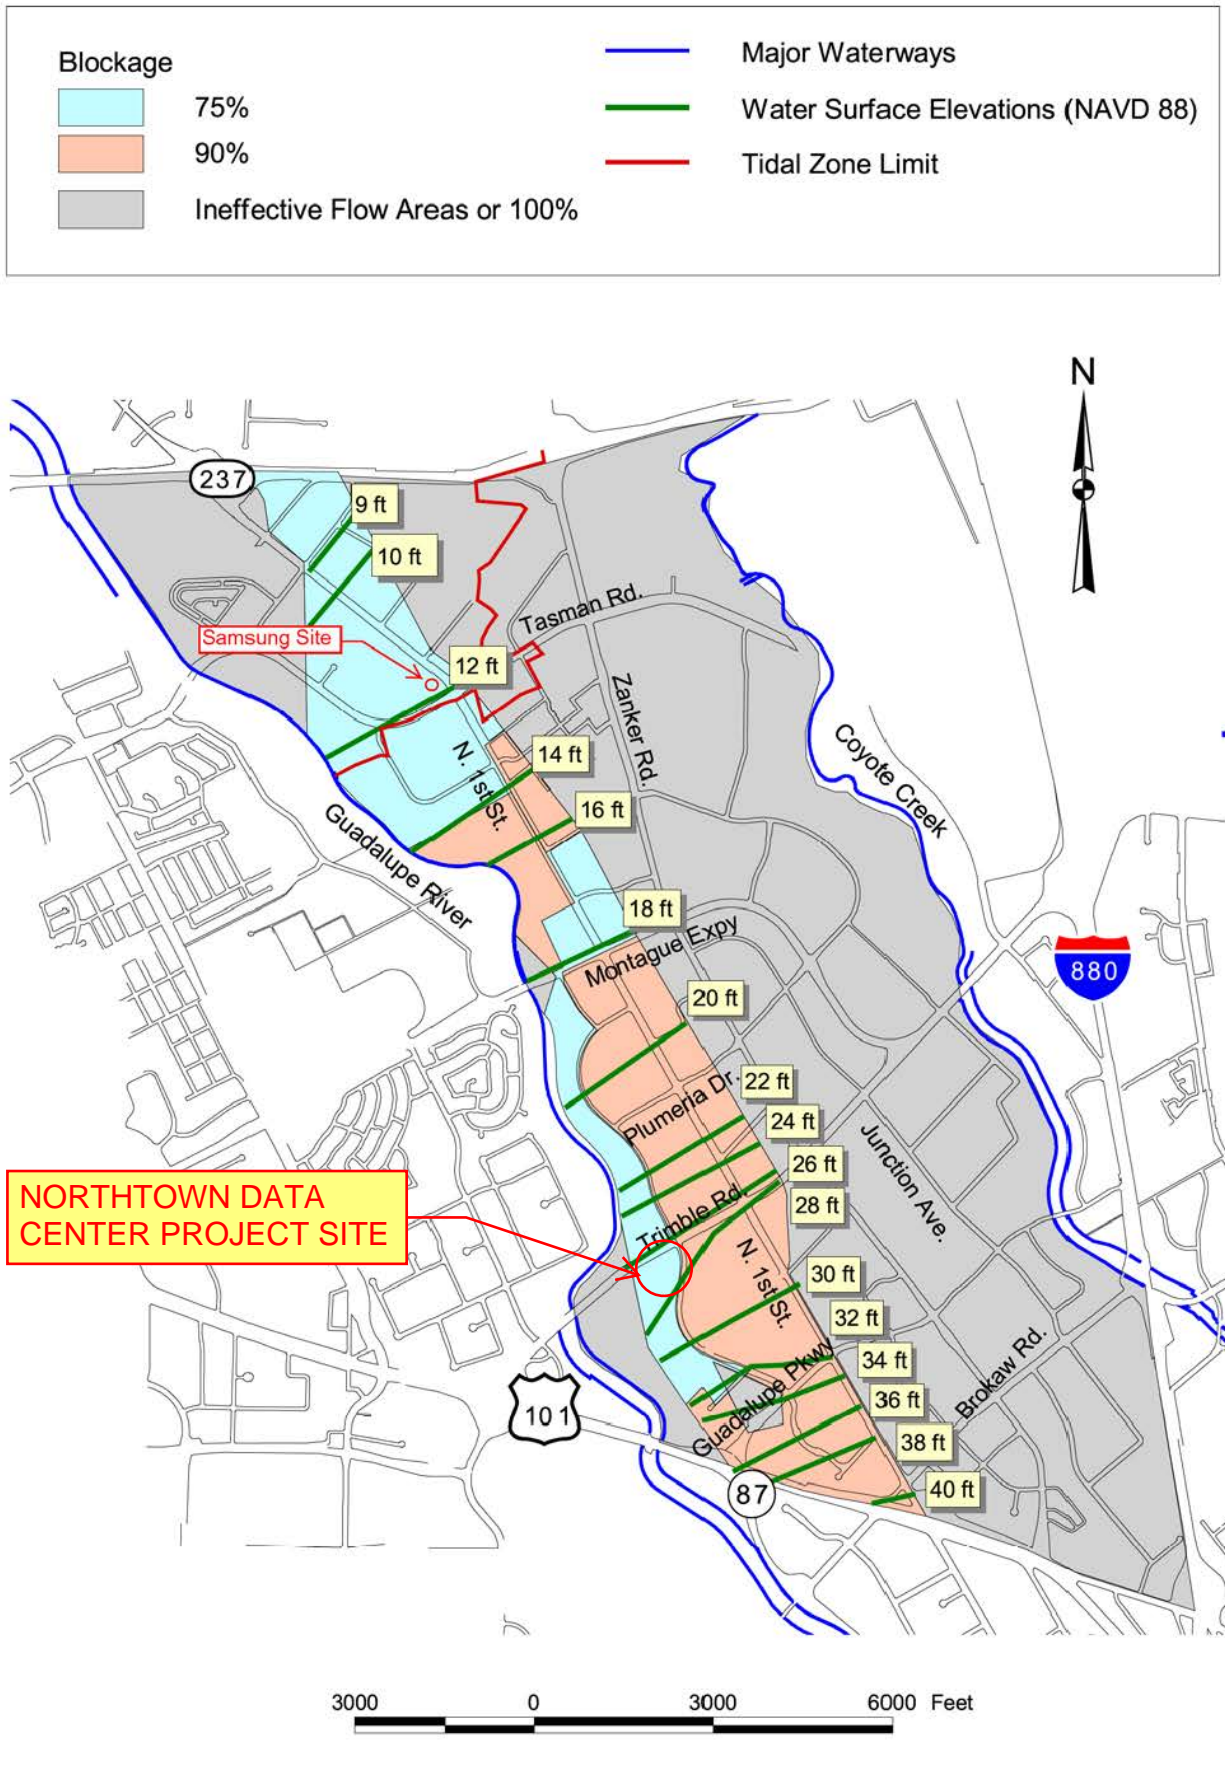 Blockage
75%
90%
Ineffective Flow Areas or 100%
Major Waterways
Water Surface Elevations (NAVD 88)
Tidal Zone Limit
N
237
9 ft
10 ft
Tasman Rd.
Samsung Site
12 ft
Zanker Rd.
Coyote Creek
N. 1st St.
14 ft
16 ft
Guadalupe River
18 ft
Montague Expy
880
20 ft
22 ft
Plumeria Dr.
24 ft
Junction Ave.
26 ft
NORTHTOWN DATA
CENTER PROJECT SITE
Trimble Rd.
28 ft
N. 1st St.
30 ft
32 ft
34 ft
Brokaw Rd.
Guadalupe Pkwy
36 ft
101
38 ft
87
40 ft
3000 0 3000 6000 Feet